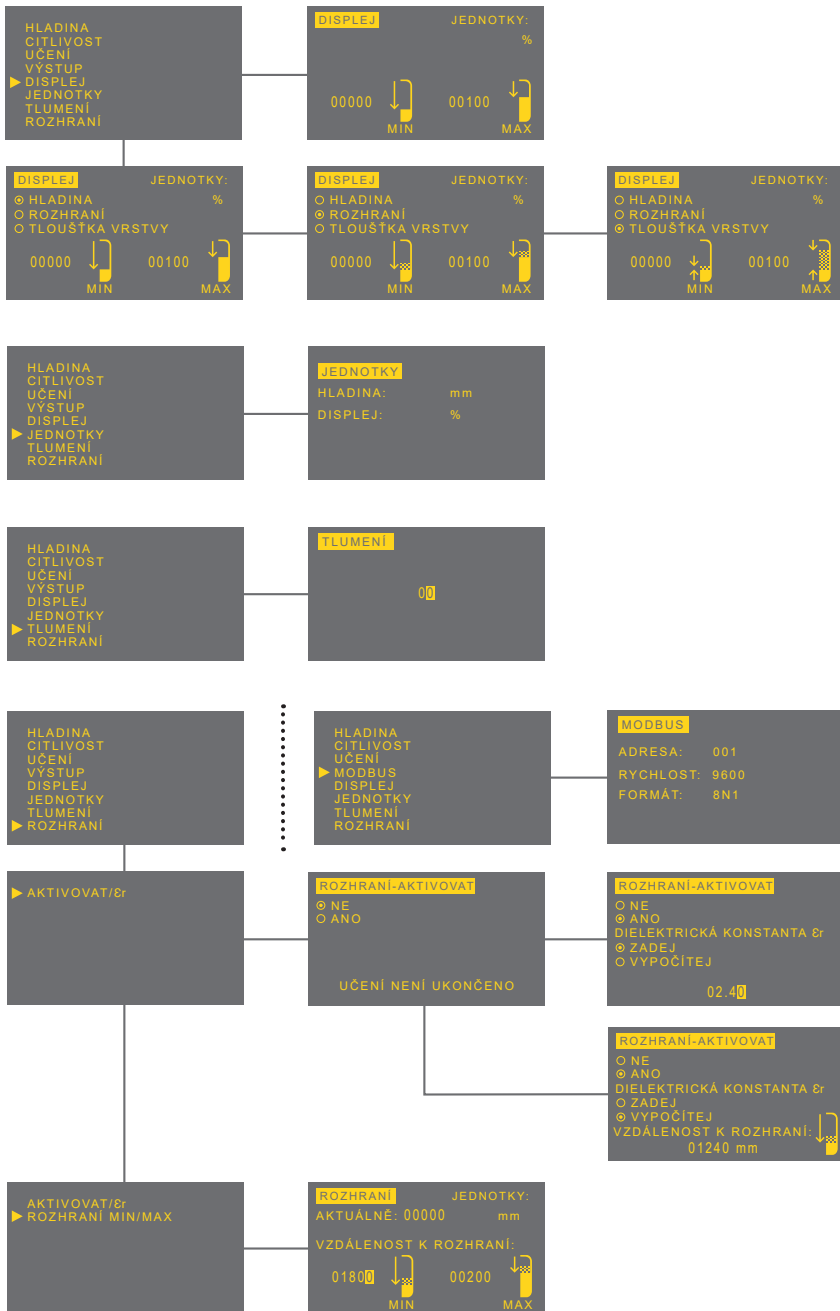 HLADINA
CITLIVOST
UČENÍ
VÝSTUP
DISPLEJ
JEDNOTKY
TLUMENÍ
ROZHRANÍ
DISPLEJ JEDNOTKY:
%
00000 00100
MIN MAX
DISPLEJ JEDNOTKY:
HLADINA %
ROZHRANÍ
TLOUŠŤKA VRSTVY
00000 00100
MIN MAX
DISPLEJ JEDNOTKY:
HLADINA %
ROZHRANÍ
TLOUŠŤKA VRSTVY
00000 00100
MIN MAX
DISPLEJ JEDNOTKY:
HLADINA %
ROZHRANÍ
TLOUŠŤKA VRSTVY
00000 00100
MIN MAX
HLADINA
CITLIVOST
UČENÍ
VÝSTUP
DISPLEJ
JEDNOTKY
TLUMENÍ
ROZHRANÍ
JEDNOTKY
HLADINA: mm
DISPLEJ: %
HLADINA
CITLIVOST
UČENÍ
VÝSTUP
DISPLEJ
JEDNOTKY
TLUMENÍ
ROZHRANÍ
TLUMENÍ
00
HLADINA
CITLIVOST
UČENÍ
VÝSTUP
DISPLEJ
JEDNOTKY
TLUMENÍ
ROZHRANÍ
HLADINA
CITLIVOST
UČENÍ
MODBUS
DISPLEJ
JEDNOTKY
TLUMENÍ
ROZHRANÍ
MODBUS
ADRESA: 001
RYCHLOST: 9600
FORMÁT: 8N1
AKTIVOVAT/εr
ROZHRANÍ-AKTIVOVAT
NE
ANO
UČENÍ NENÍ UKONČENO
ROZHRANÍ-AKTIVOVAT
NE
ANO
DIELEKTRICKÁ KONSTANTA εr
ZADEJ
VYPOČÍTEJ
02.40
ROZHRANÍ-AKTIVOVAT
NE
ANO
DIELEKTRICKÁ KONSTANTA εr
ZADEJ
VYPOČÍTEJ
VZDÁLENOST K ROZHRANÍ:
01240 mm
AKTIVOVAT/εr
ROZHRANÍ MIN/MAX
ROZHRANÍ JEDNOTKY:
AKTUÁLNĚ: 00000 mm
VZDÁLENOST K ROZHRANÍ:
01800 00200
MIN MAX